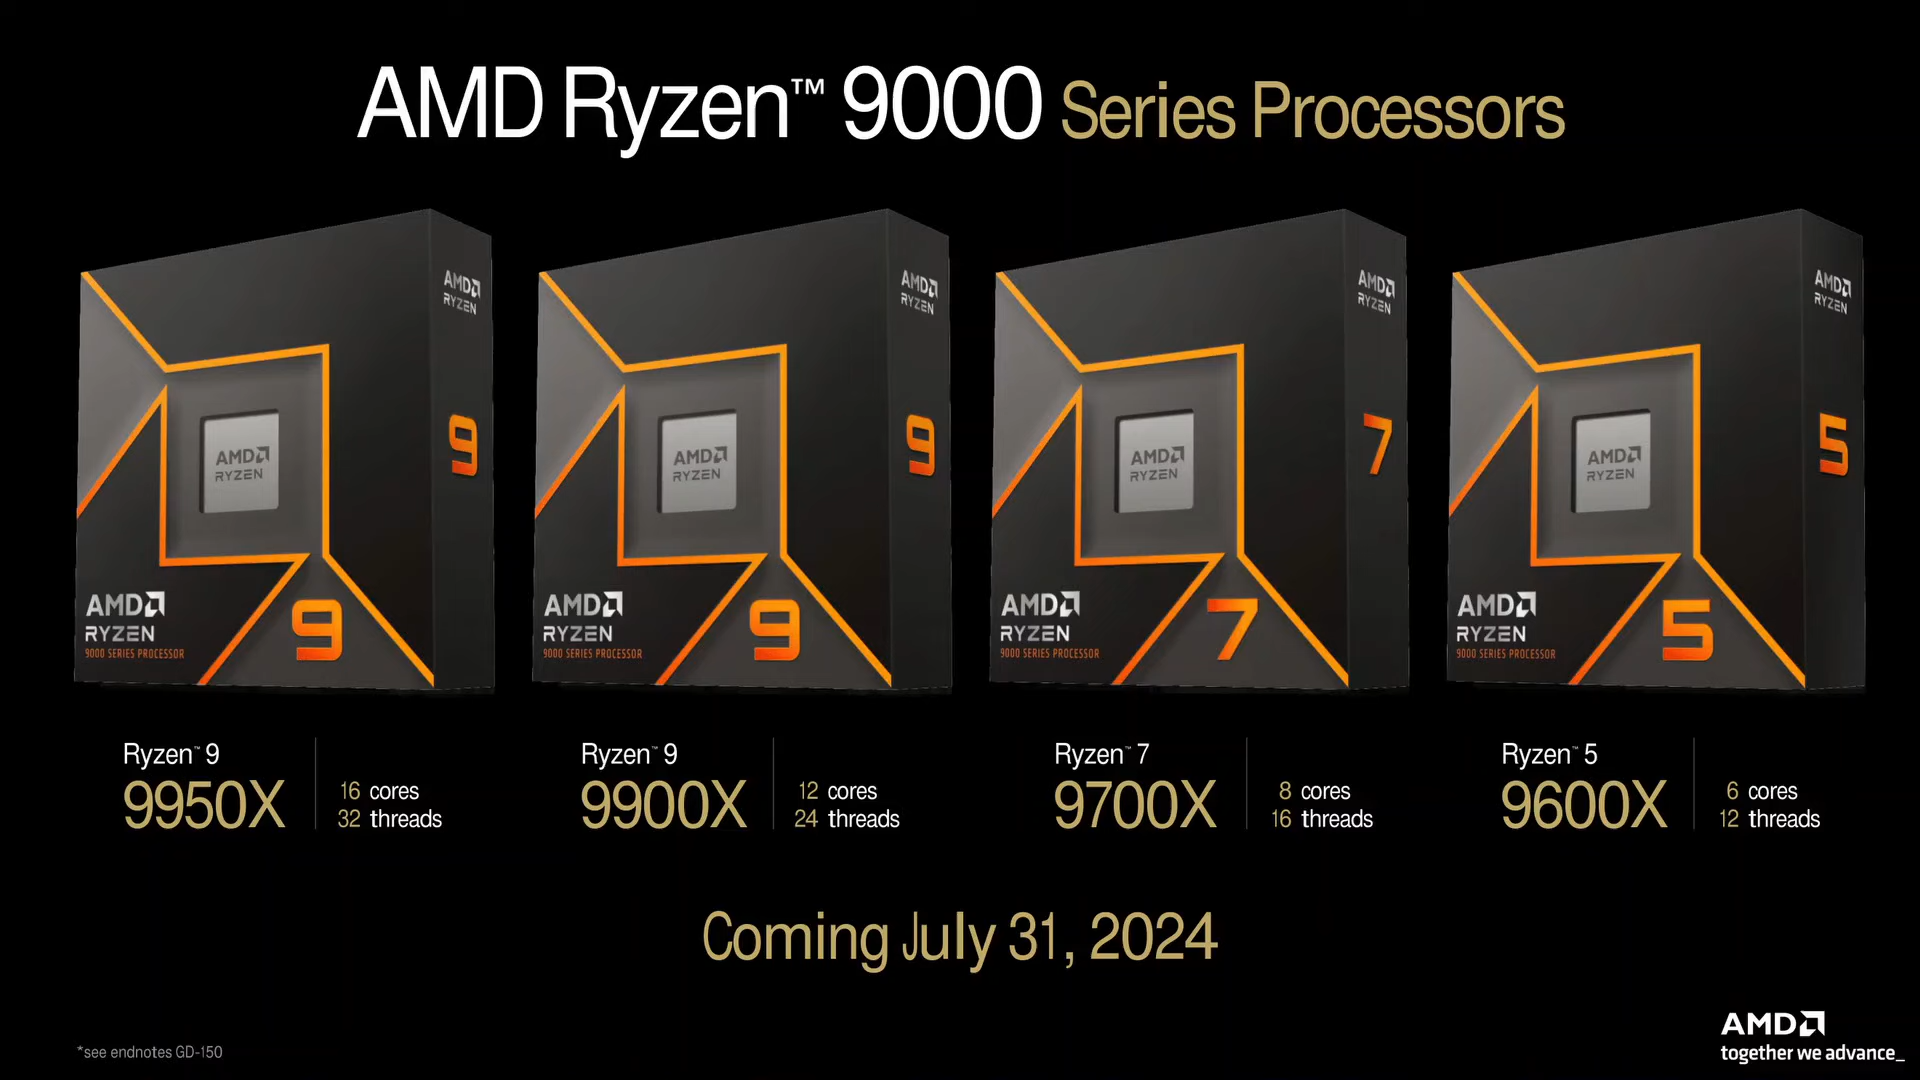 AMD Ryzen™ 9000 Series Processors
AMD
RYZEN
9
AMD
RYZEN
AMD
RYZEN
9000 SERIES PROCESSOR
9
AMD
RYZEN
9
AMD
RYZEN
AMD
RYZEN
9000 SERIES PROCESSOR
9
AMD
RYZEN
7
AMD
RYZEN
AMD
RYZEN
9000 SERIES PROCESSOR
7
AMD
RYZEN
5
AMD
RYZEN
AMD
RYZEN
9000 SERIES PROCESSOR
5
Ryzen™ 9
9950X
16 cores
32 threads
Ryzen™ 9
9900X
12 cores
24 threads
Ryzen™ 7
9700X
8 cores
16 threads
Ryzen™ 5
9600X
6 cores
12 threads
Coming July 31, 2024
*see endnotes GD-150
AMD
together we advance_